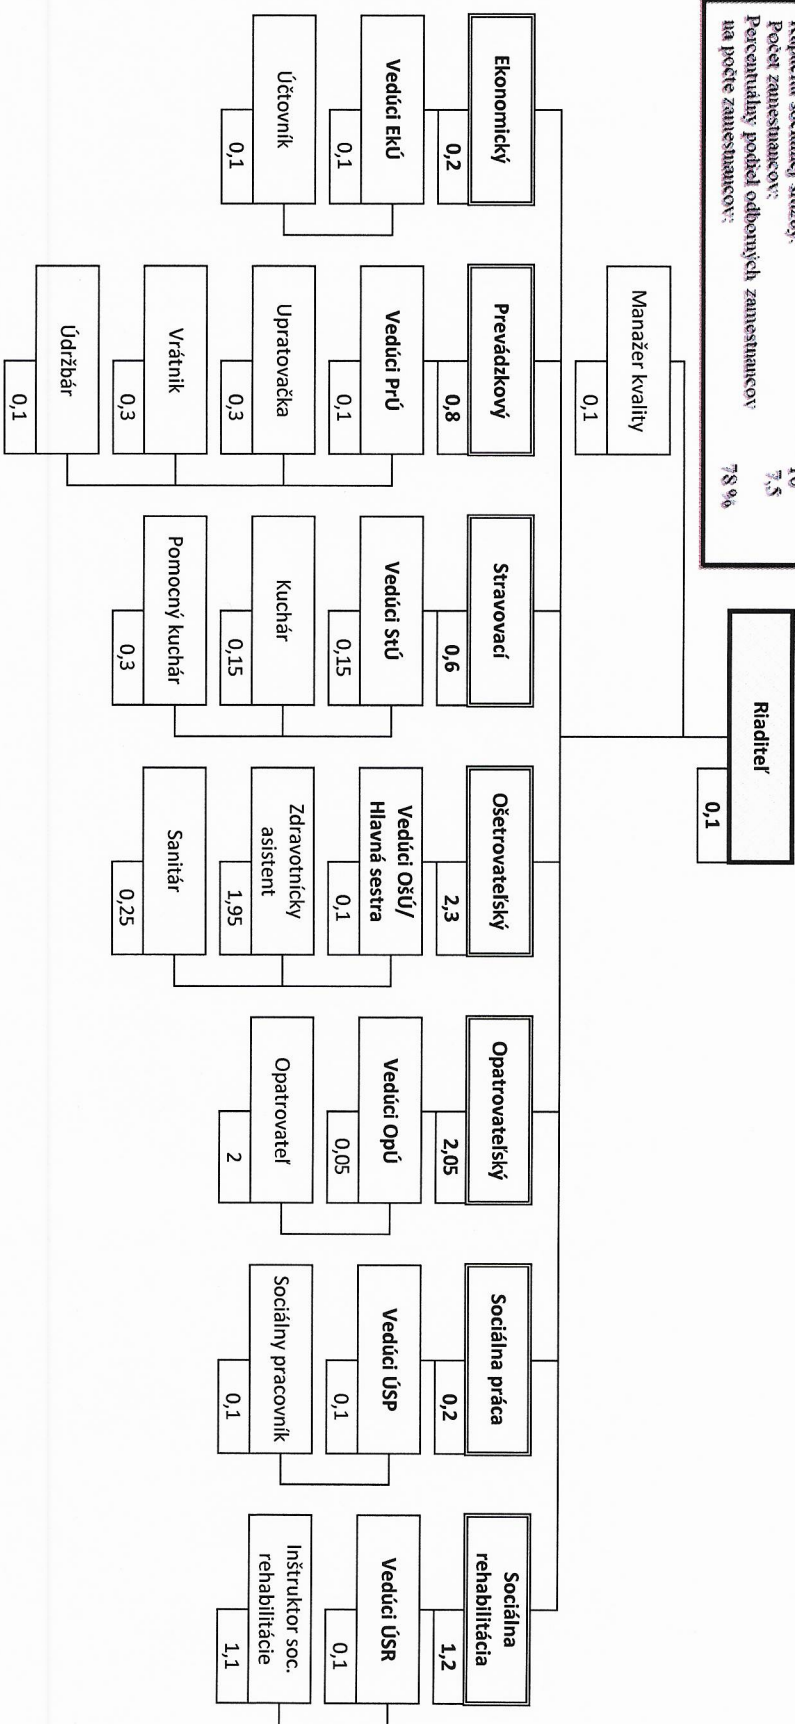 Počet zamestnancov: 7,5
Percentuálny podiel odborných zamestnancov
na počte zamestnancov: 78 %
Riaditeľ
0,1
Manažer kvality
0,1
Ekonomický
0,2
Vedúci EkÚ
0,1
Účtovník
0,1
Prevádzkový
0,8
Vedúci PrÚ
0,1
Upratovačka
0,3
Vrátnik
0,3
Údržbár
0,1
Stravovací
0,6
Vedúci StÚ
0,15
Kuchár
0,15
Pomocný kuchár
0,3
Ošetrovateľský
2,3
Vedúci OšÚ/
Hlavná sestra
0,1
Zdravotnícky
asistent
1,95
Sanitár
0,25
Opatrovateľský
2,05
Vedúci OpÚ
0,05
Opatrovateľ
2
Sociálna práca
0,2
Vedúci ÚSP
0,1
Sociálny pracovník
0,1
Sociálna
rehabilitácia
1,2
Vedúci ÚSR
0,1
Inštruktor soc.
rehabilitácie
1,1